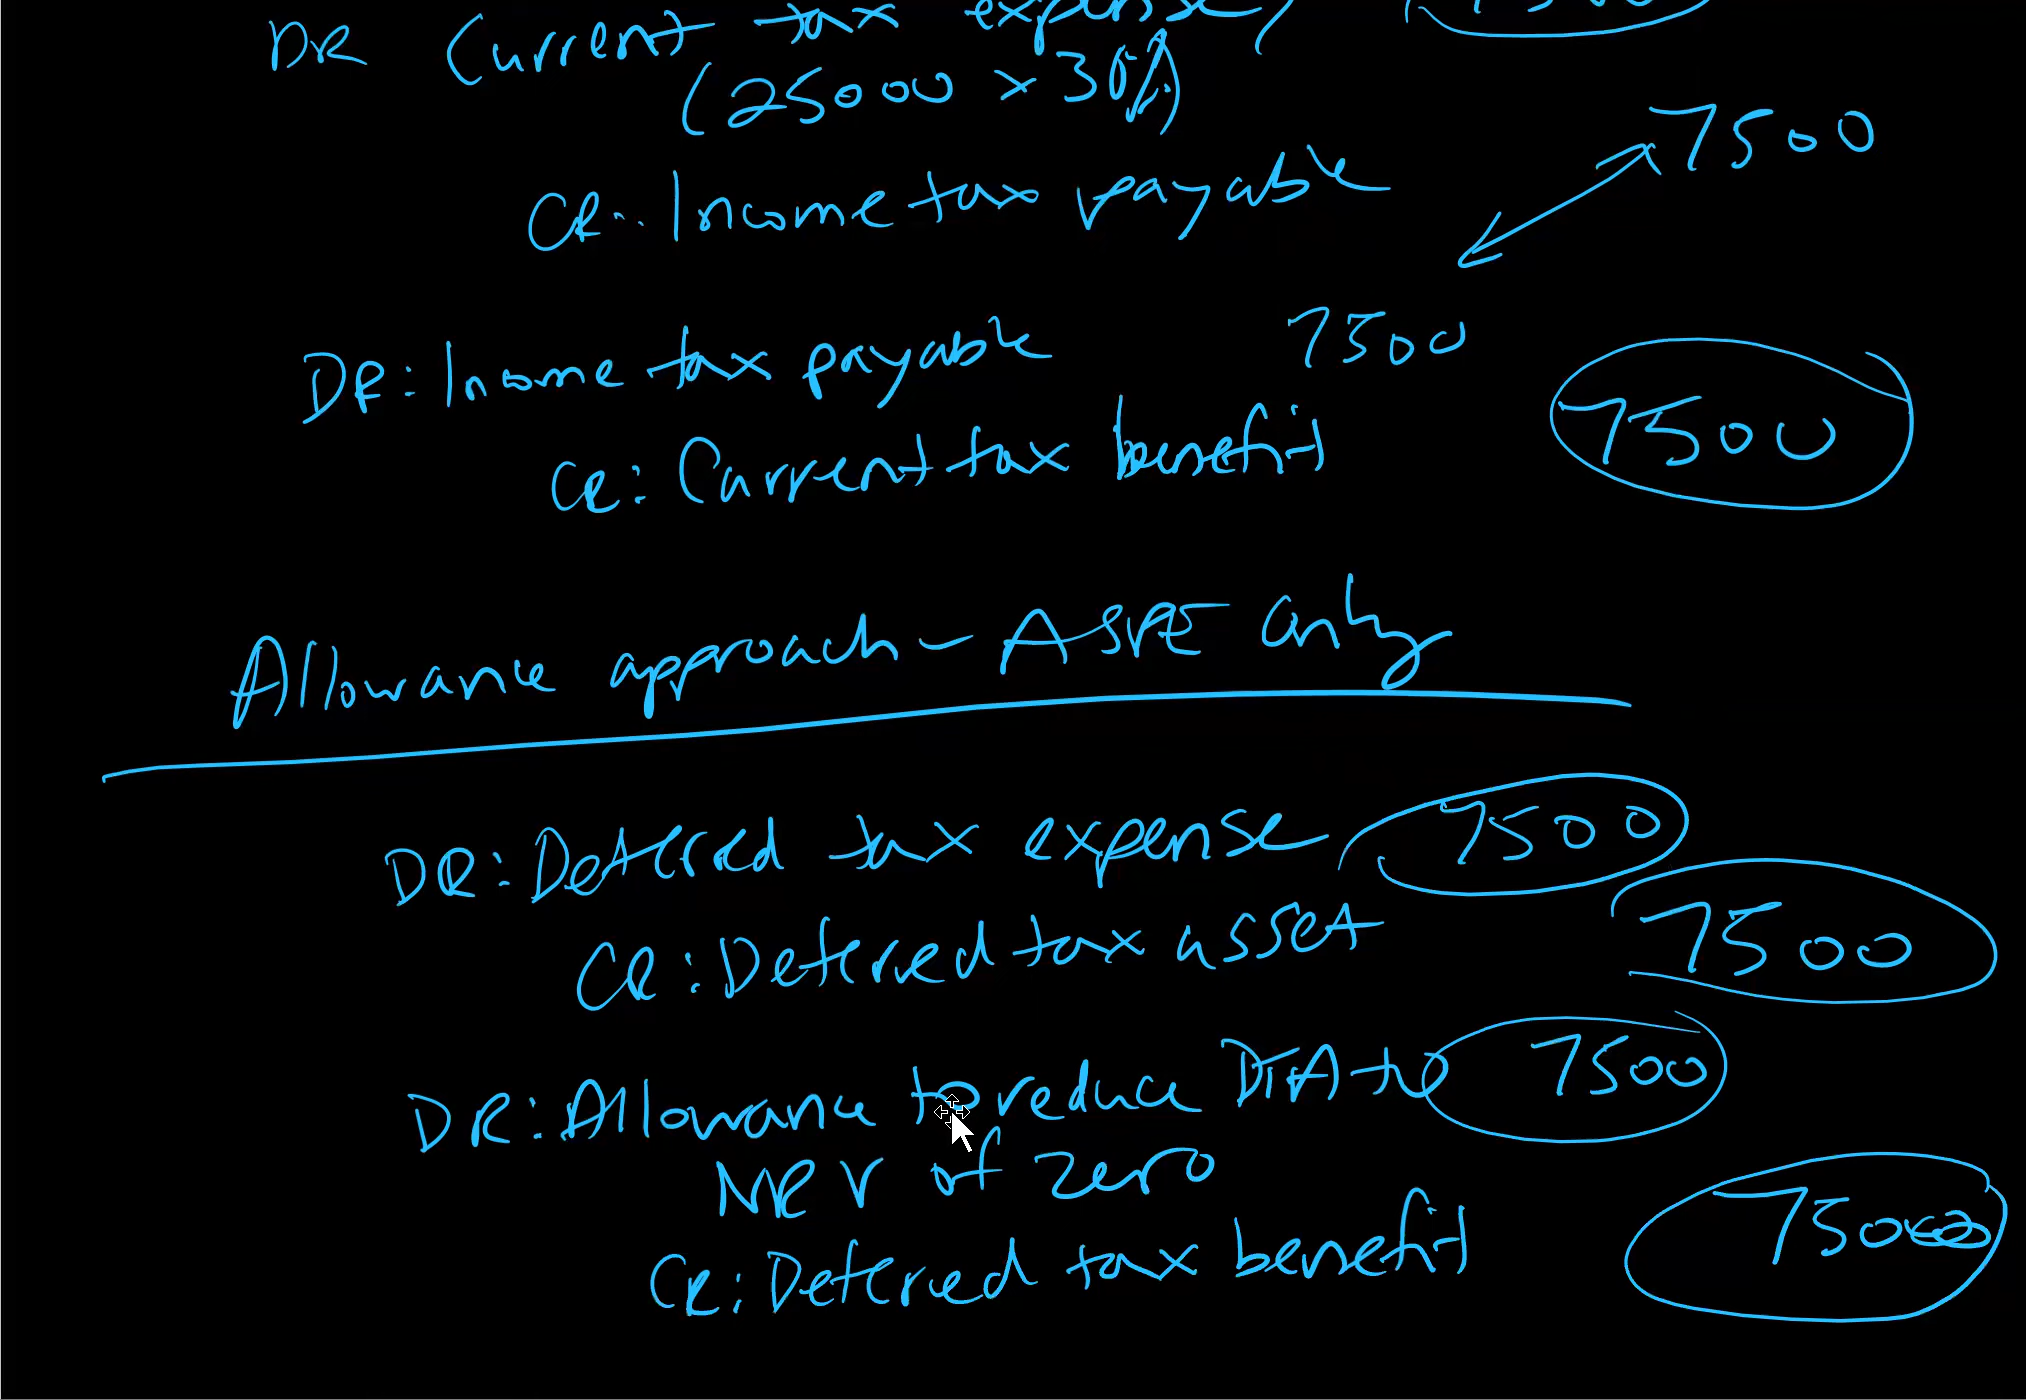 DR Current tax expense 7500
(25000 x 30%)
CR: Income tax payable 7500
DR: Income tax payable 7500
CR: Current tax benefit 7500
Allowance approach - ASPE only
DR: Deferred tax expense 7500
CR: Deferred tax asset 7500
DR: Allowance to reduce DTA to 7500
NRV of zero
CR: Deferred tax benefit 7500